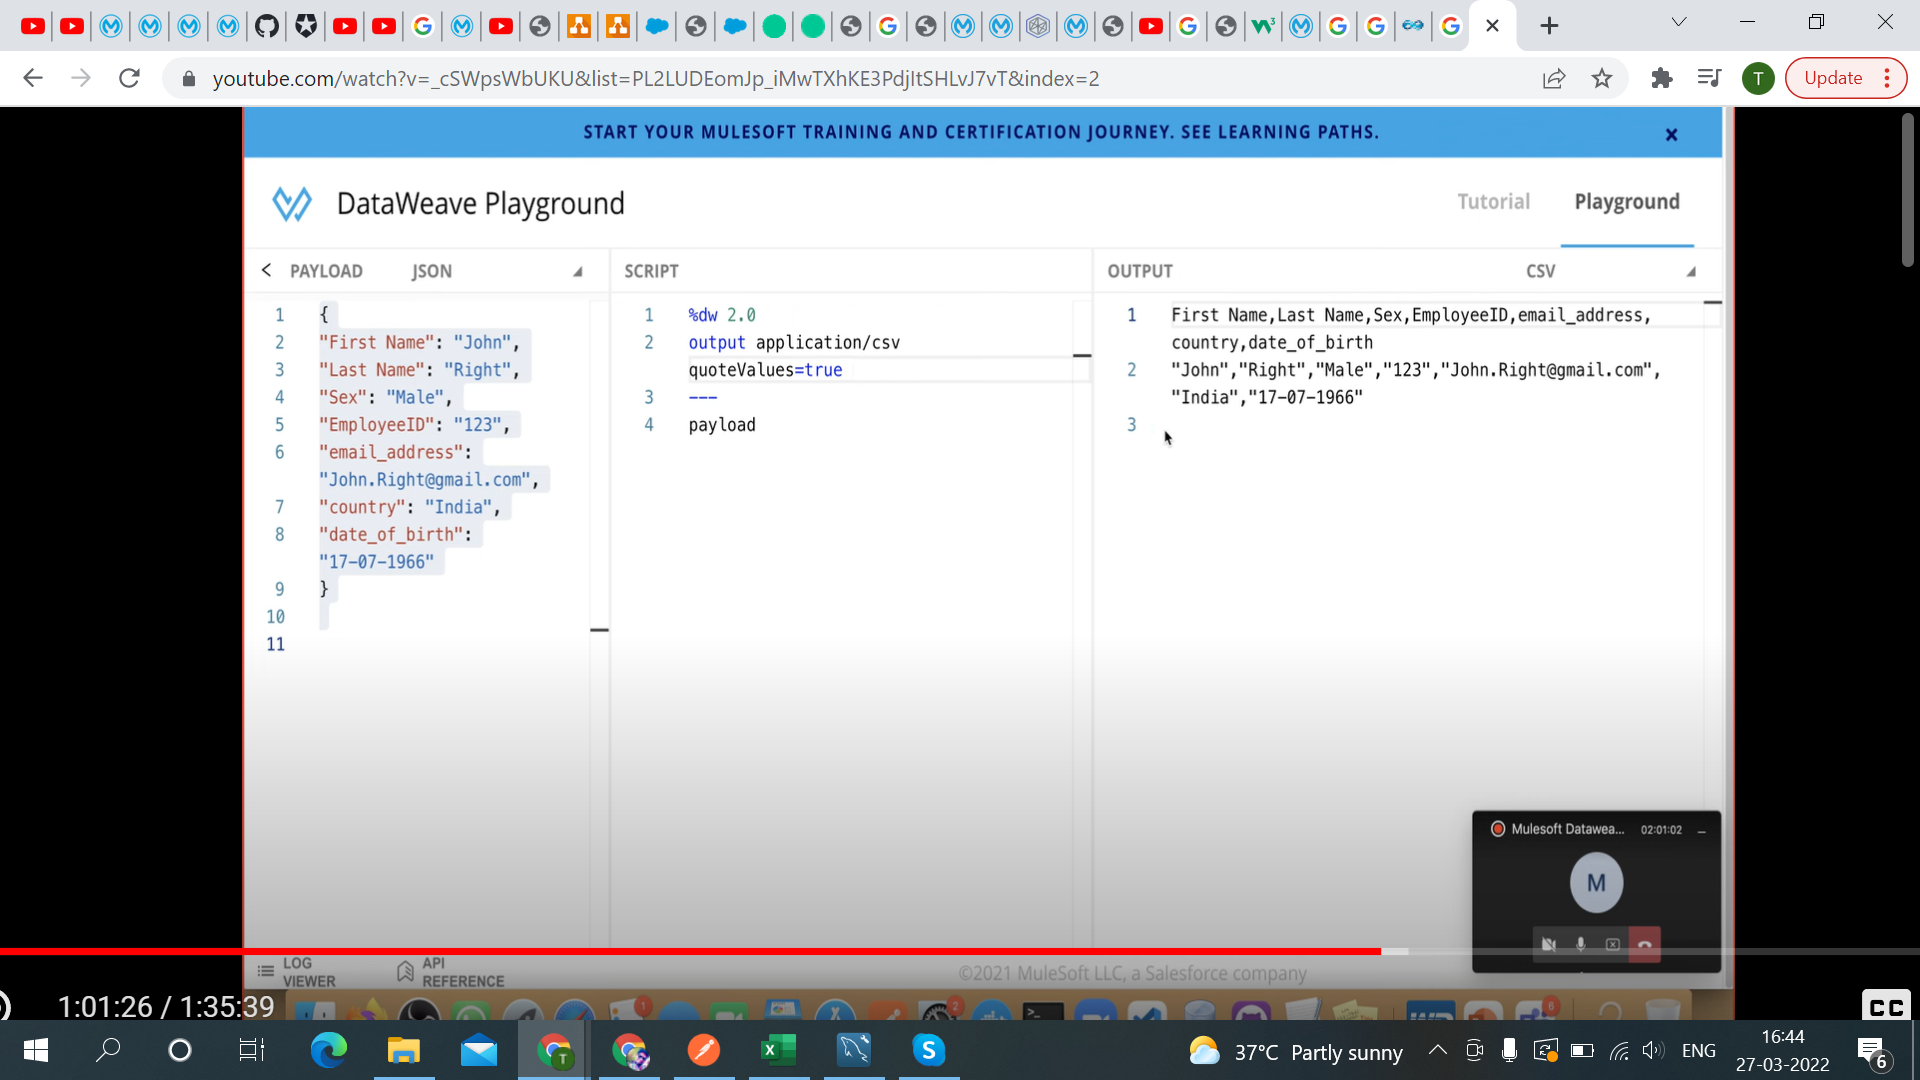 youtube.com/watch?v=_cSWpsWbUKU&list=PL2LUDEomJp_iMwTXhKE3PdjItSHLvJ7vT&index=2
T
Update
START YOUR MULESOFT TRAINING AND CERTIFICATION JOURNEY. SEE LEARNING PATHS.
DataWeave Playground
Tutorial
Playground
PAYLOAD
JSON
SCRIPT
OUTPUT
CSV
1 {
2 "First Name": "John",
3 "Last Name": "Right",
4 "Sex": "Male",
5 "EmployeeID": "123",
6 "email_address":
"John.Right@gmail.com",
7 "country": "India",
8 "date_of_birth":
"17-07-1966"
9 }
10
11
1 %dw 2.0
2 output application/csv
quoteValues=true
3 ---
4 payload
1 First Name,Last Name,Sex,EmployeeID,email_address,
country,date_of_birth
2 "John","Right","Male","123","John.Right@gmail.com",
"India","17-07-1966"
3
Mulesoft Datawea... 02:01:02
M
LOG
VIEWER
API
REFERENCE
©2021 MuleSoft LLC, a Salesforce company
1:01:26 / 1:35:39
CC
37°C Partly sunny
ENG
16:44
27-03-2022
6